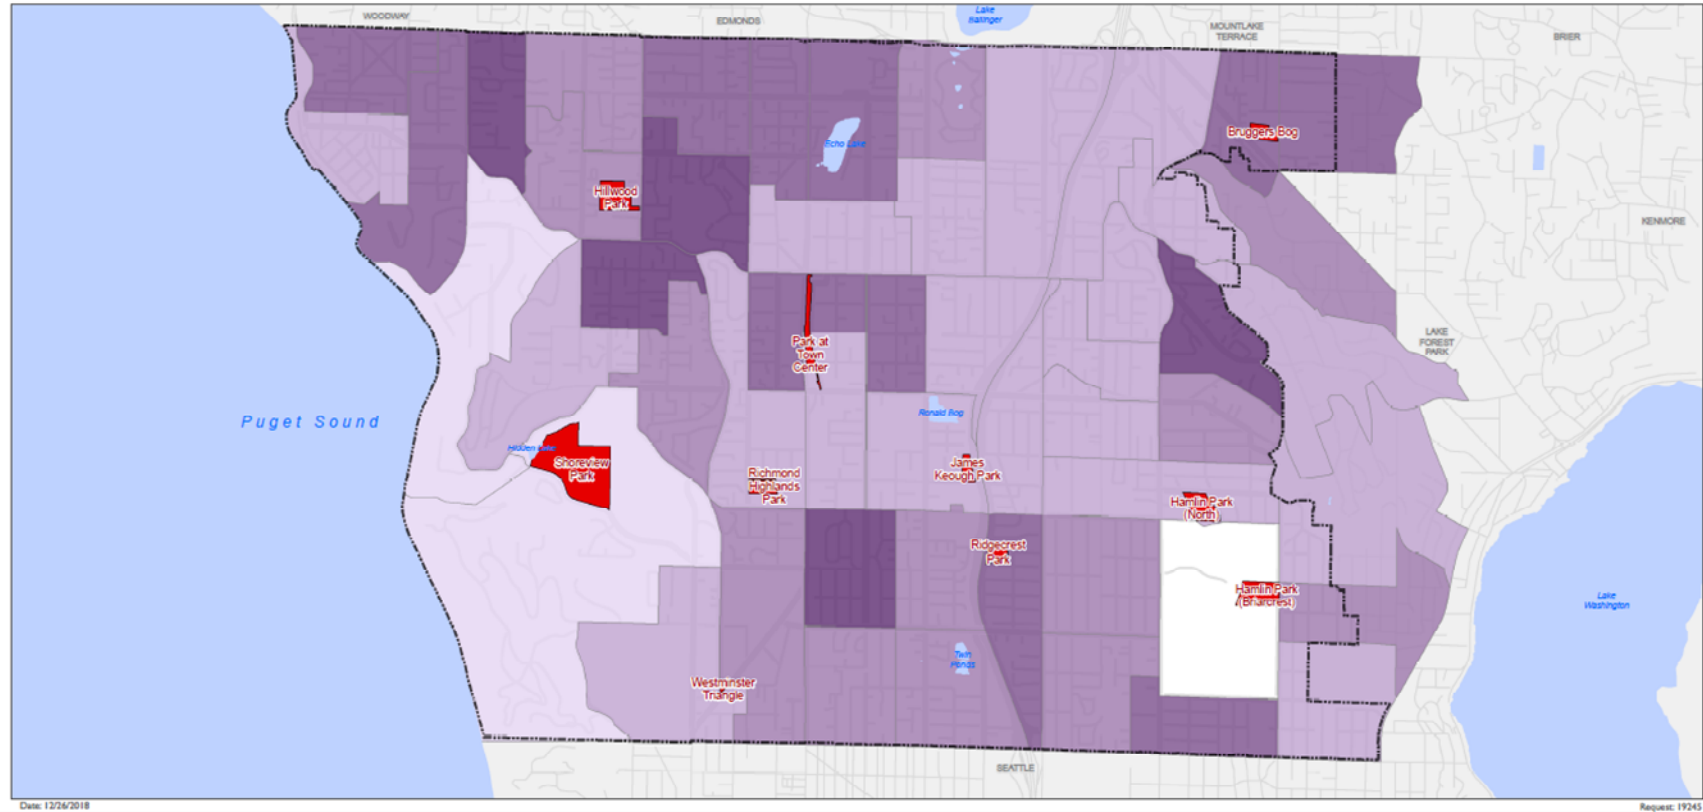 WOODWAY
EDMONDS
Lake
Ballinger
MOUNTLAKE
TERRACE
BRIER
Bruggers Bog
Echo Lake
Hillwood
Park
KENMORE
LAKE
FOREST
PARK
Park at
Town
Center
Puget Sound
Ronald Bog
Hidden Lake
Shoreview
Park
Richmond
Highlands
Park
James
Keough Park
Hamlin Park
(North)
Ridgecrest
Park
Hamlin Park
(Briarcrest)
Lake
Washington
Twin
Ponds
Westminster
Triangle
SEATTLE
Date: 12/26/2018
Request: 19245